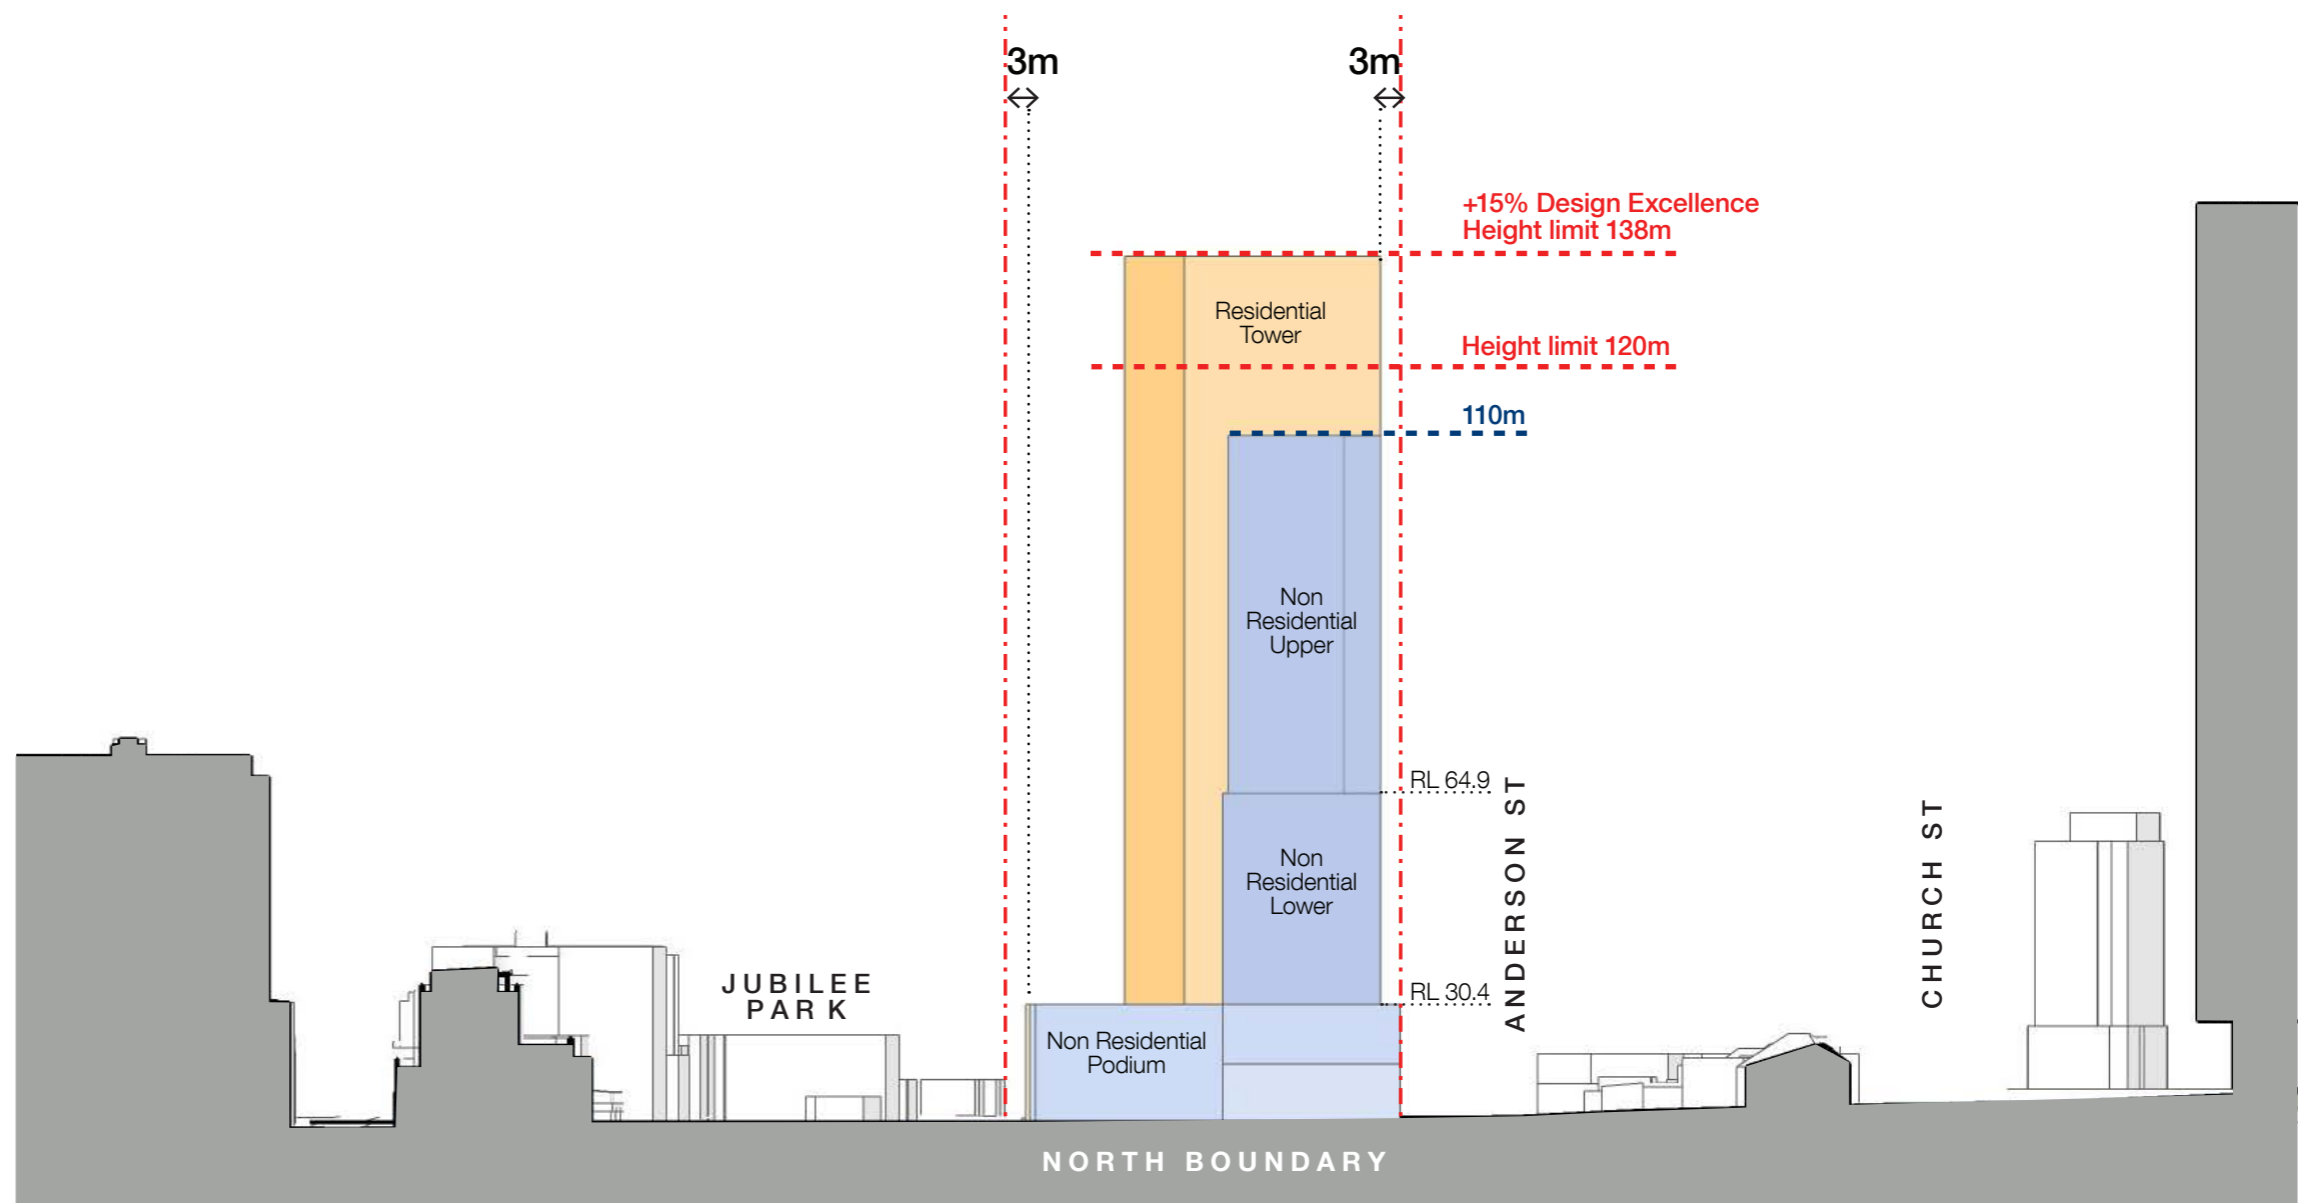 3m
3m
+15% Design Excellence
Height limit 138m
Residential
Tower
Height limit 120m
110m
Non
Residential
Upper
RL 64.9
ANDERSON ST
CHURCH ST
Non
Residential
Lower
JUBILEE
PARK
RL 30.4
Non Residential
Podium
NORTH BOUNDARY